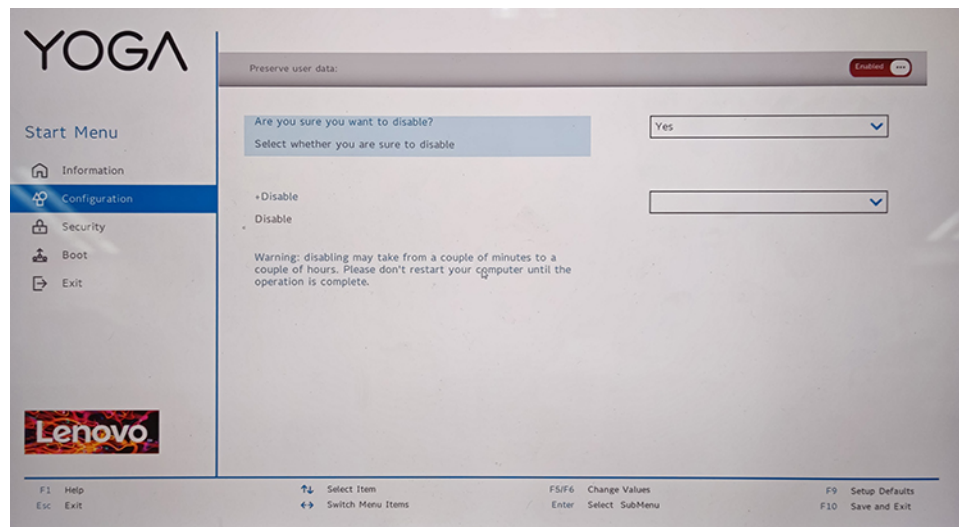 YOGA
Preserve user data:
Enabled
Start Menu
Information
Configuration
Security
Boot
Exit
Are you sure you want to disable?
Yes
Select whether you are sure to disable
+Disable
Disable
Warning: disabling may take from a couple of minutes to a
couple of hours. Please don't restart your computer until the
operation is complete.
Lenovo
F1 Help
Esc Exit
↑↓ Select Item
↔ Switch Menu Items
F5/F6 Change Values
Enter Select SubMenu
F9 Setup Defaults
F10 Save and Exit